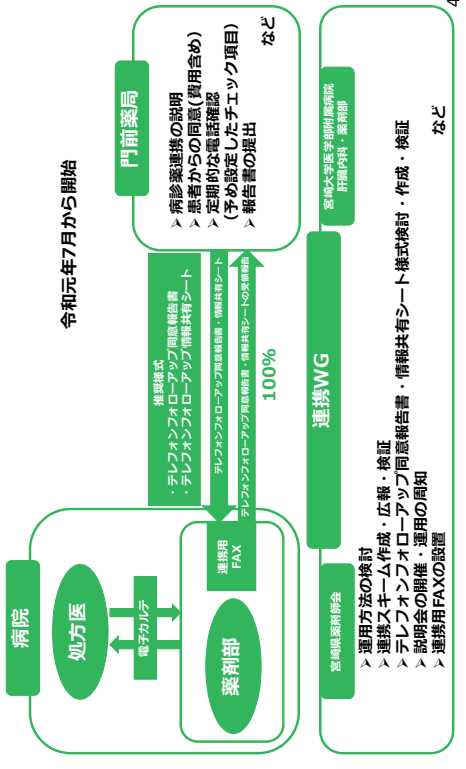 令和元年7月から開始
病院
処方医
電子カルテ
薬剤部
連携用
FAX
推奨様式
・テレフォンフォローアップ同意報告書
・テレフォンフォローアップ情報共有シート
テレフォンフォローアップ同意報告書・情報共有シート
テレフォンフォローアップ同意報告書・情報共有シートの受領報告
100%
門前薬局
➢ 病診薬連携の説明
➢ 患者からの同意(費用含め)
➢ 定期的な電話確認
(予め設定したチェック項目)
➢ 報告書の提出
など
宮崎県薬剤師会
連携WG
宮崎大学医学部附属病院
肝臓内科・薬剤部
➢ 運用方法の検討
➢ 連携スキーム作成・広報・検証
➢ テレフォンフォローアップ同意報告書・情報共有シート様式検討・作成・検証
➢ 説明会の開催・運用の周知
➢ 連携用FAXの設置
など
4